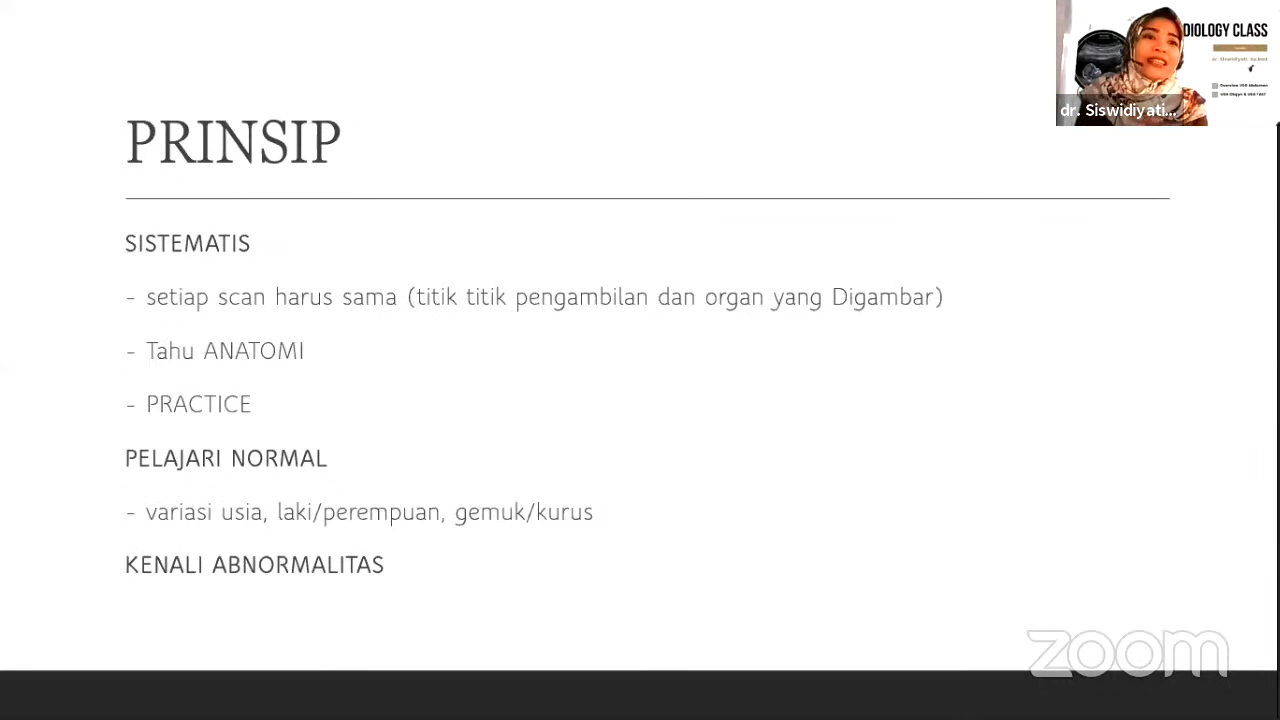 DIOLOGY CLASS
dr. Siswidiyati...
PRINSIP
SISTEMATIS
- setiap scan harus sama (titik titik pengambilan dan organ yang Digambar)
- Tahu ANATOMI
- PRACTICE
PELAJARI NORMAL
- variasi usia, laki/perempuan, gemuk/kurus
KENALI ABNORMALITAS
zoom